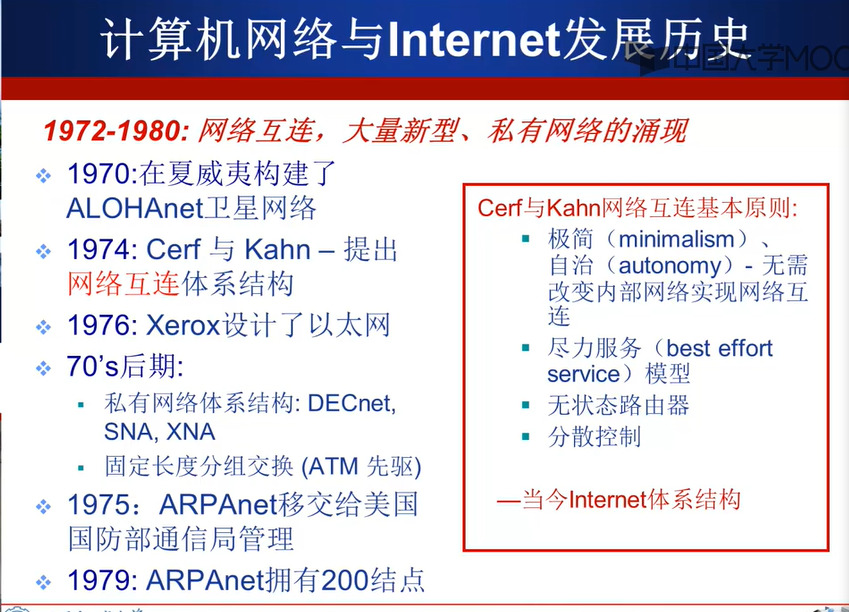 计算机网络与Internet发展历史
中国大学MOOC
1972-1980: 网络互连，大量新型、私有网络的涌现
1970:在夏威夷构建了
ALOHAnet卫星网络
1974: Cerf 与 Kahn – 提出
网络互连体系结构
1976: Xerox设计了以太网
70’s后期:
私有网络体系结构: DECnet,
SNA, XNA
固定长度分组交换 (ATM 先驱)
1975：ARPAnet移交给美国
国防部通信局管理
1979: ARPAnet拥有200结点
Cerf与Kahn网络互连基本原则:
极简（minimalism）、
自治（autonomy）- 无需
改变内部网络实现网络互
连
尽力服务（best effort
service）模型
无状态路由器
分散控制
—当今Internet体系结构